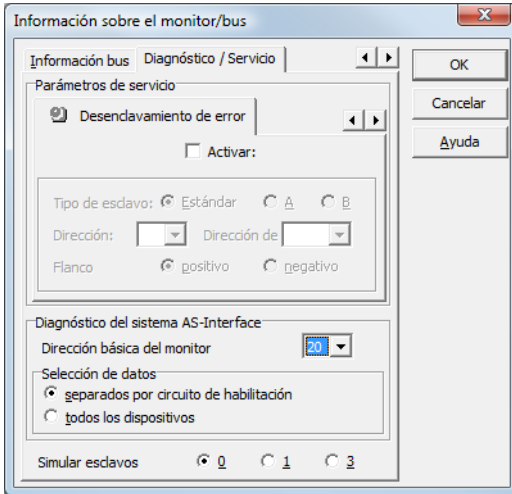 Información sobre el monitor/bus
Información bus Diagnóstico / Servicio
OK
Parámetros de servicio
Cancelar
Desenclavamiento de error
Ayuda
Activar:
Tipo de esclavo: Estándar A B
Dirección: Dirección de
Flanco positivo negativo
Diagnóstico del sistema AS-Interface
Dirección básica del monitor 20
Selección de datos
separados por circuito de habilitación
todos los dispositivos
Simular esclavos 0 1 3